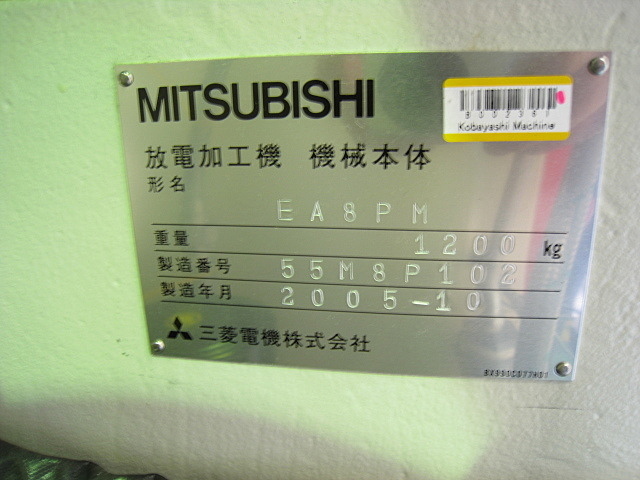 MITSUBISHI
Kobayashi Machine
放電加工機 機械本体
形名
EA8PM
重量 1200 kg
製造番号 55M8P102
製造年月 2005-10
三菱電機株式会社